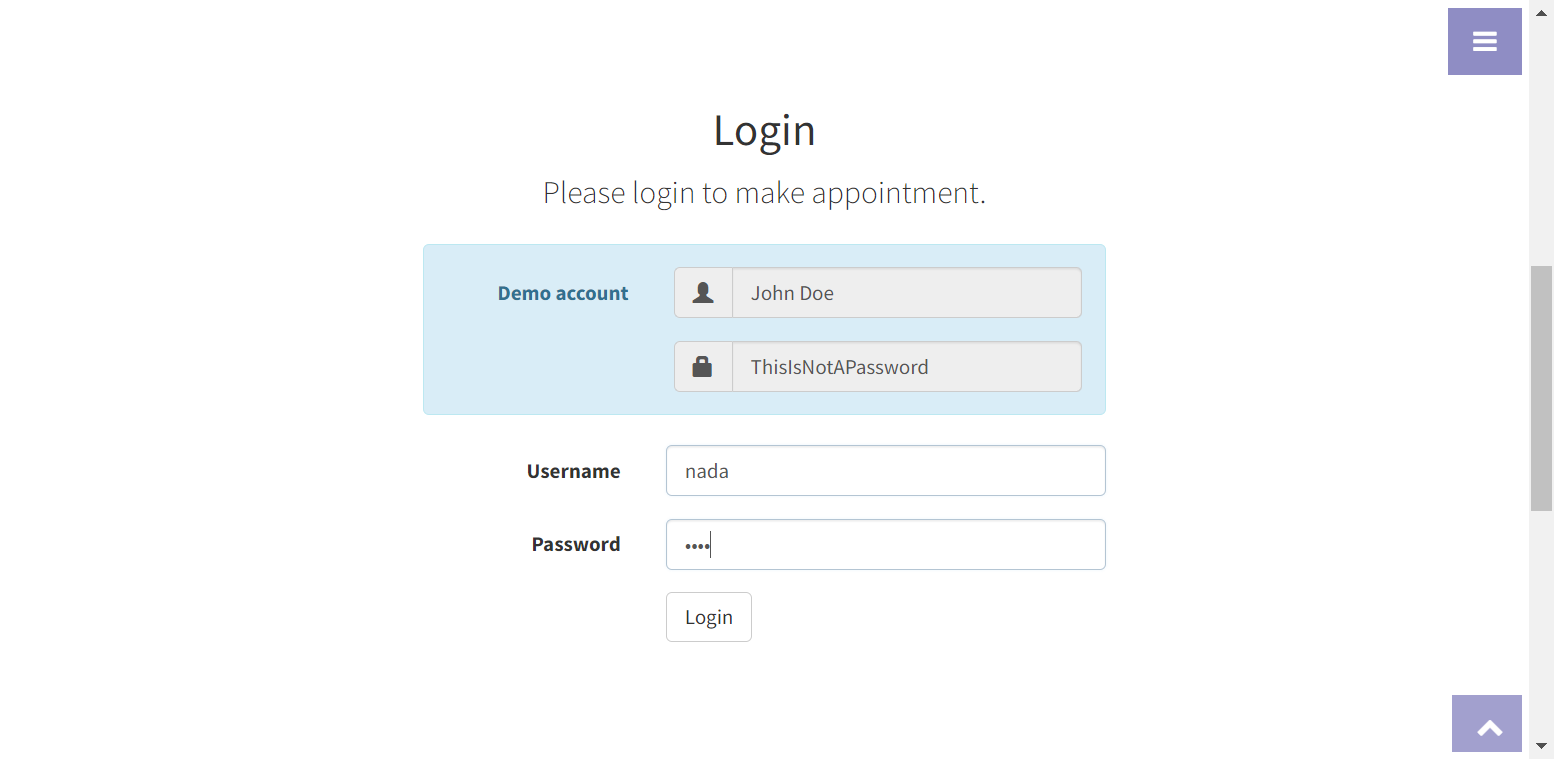 Login
Please login to make appointment.
Demo account
John Doe
ThisIsNotAPassword
Username
nada
Password
••••
Login